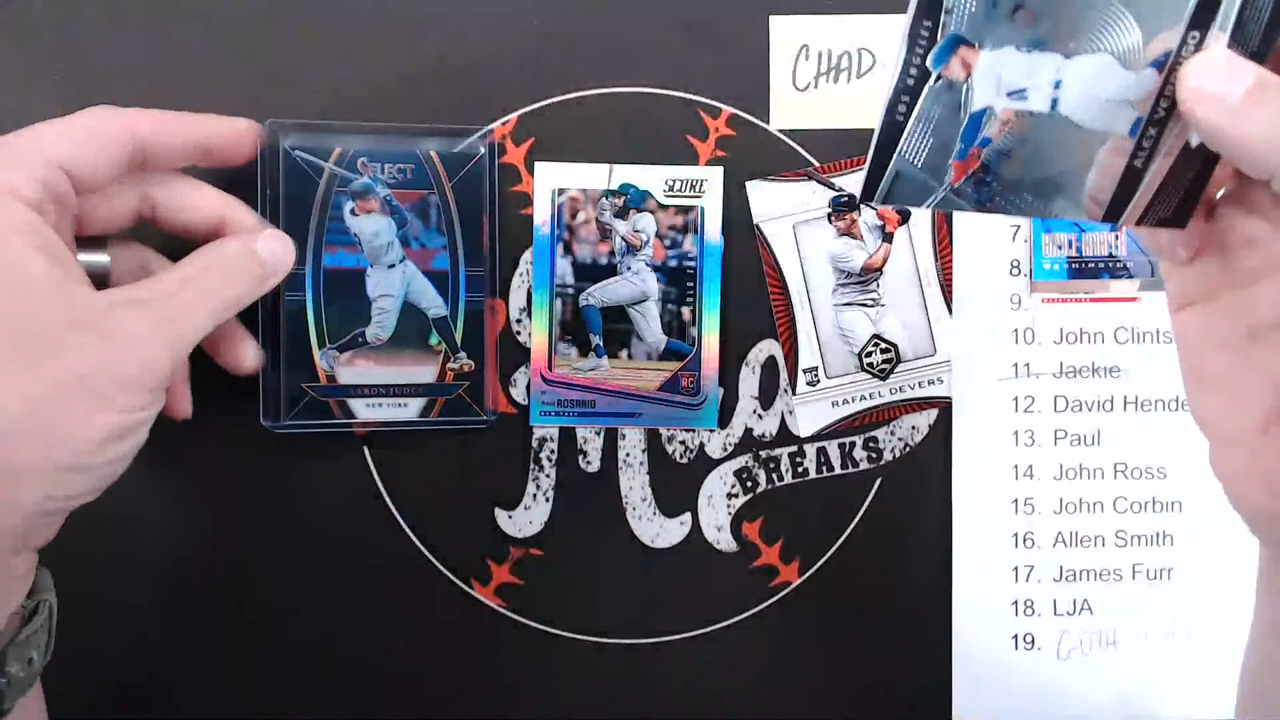 CHAD
LOS ANGELES
ALEX VERDUGO
SELECT
AARON JUDGE
NEW YORK
SCORE
RC
Amed ROSARIO
NEW YORK
RC
RAFAEL DEVERS
BREAKS
7.
BRYCE HARPER
WASHINGTON
8.
9.
10. John Clints
11. Jackie
12. David Hende
13. Paul
14. John Ross
15. John Corbin
16. Allen Smith
17. James Furr
18. LJA
19.